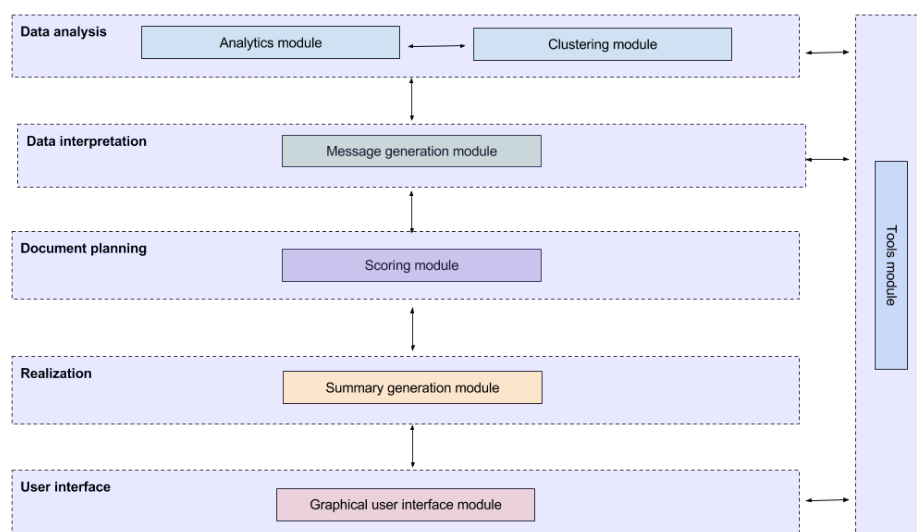 Data analysis
Analytics module
Clustering module
Data interpretation
Message generation module
Document planning
Scoring module
Tools module
Realization
Summary generation module
User interface
Graphical user interface module